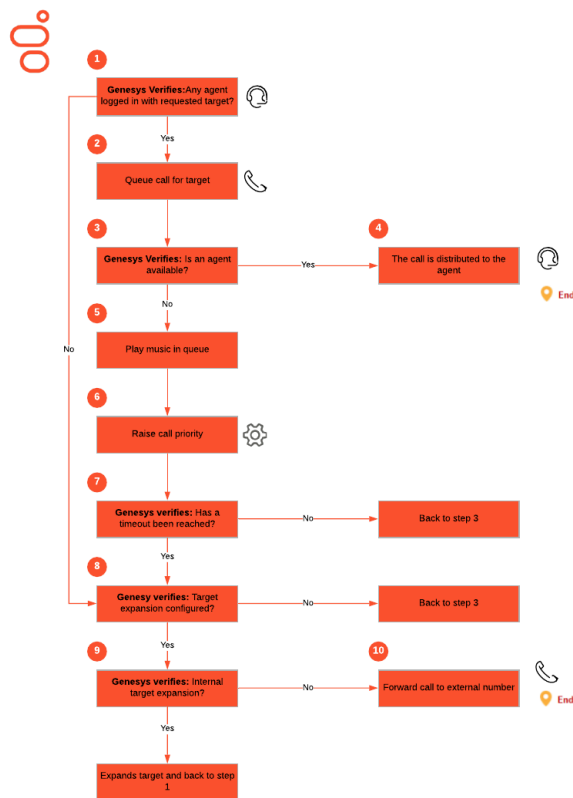 1
Genesys Verifies:Any agent
logged in with requested target?
Yes
2
Queue call for target
3
Genesys Verifies: Is an agent
available?
Yes
4
The call is distributed to the
agent
End
No
5
Play music in queue
No
6
Raise call priority
7
Genesys verifies: Has a
timeout been reached?
No
Back to step 3
Yes
8
Genesy verifies: Target
expansion configured?
No
Back to step 3
Yes
9
Genesys verifies: Internal
target expansion?
No
10
Forward call to external number
End
Yes
Expands target and back to step
1